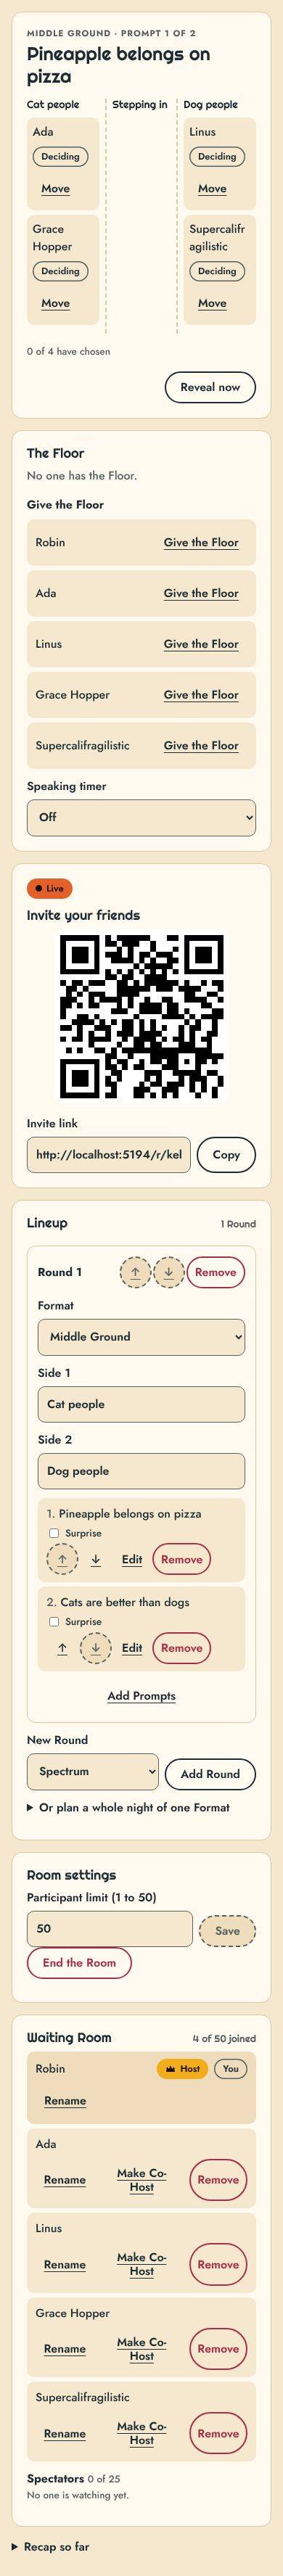 MIDDLE GROUND · PROMPT 1 OF 2
Pineapple belongs on
pizza
Cat people
Stepping in
Dog people
Ada
Deciding
Move
Grace
Hopper
Deciding
Move
Linus
Deciding
Move
Supercalifr
agilistic
Deciding
Move
0 of 4 have chosen
Reveal now
The Floor
No one has the Floor.
Give the Floor
Robin Give the Floor
Ada Give the Floor
Linus Give the Floor
Grace Hopper Give the Floor
Supercalifragilistic Give the Floor
Speaking timer
Off
Live
Invite your friends
Invite link
http://localhost:5194/r/kel Copy
Lineup 1 Round
Round 1 ↑ ↓ Remove
Format
Middle Ground
Side 1
Cat people
Side 2
Dog people
1. Pineapple belongs on pizza
Surprise
↑ ↓ Edit Remove
2. Cats are better than dogs
Surprise
↑ ↓ Edit Remove
Add Prompts
New Round
Spectrum Add Round
Or plan a whole night of one Format
Room settings
Participant limit (1 to 50)
50 Save
End the Room
Waiting Room 4 of 50 joined
Robin Host You
Rename
Ada
Rename Make Co-
Host Remove
Linus
Rename Make Co-
Host Remove
Grace Hopper
Rename Make Co-
Host Remove
Supercalifragilistic
Rename Make Co-
Host Remove
Spectators 0 of 25
No one is watching yet.
Recap so far